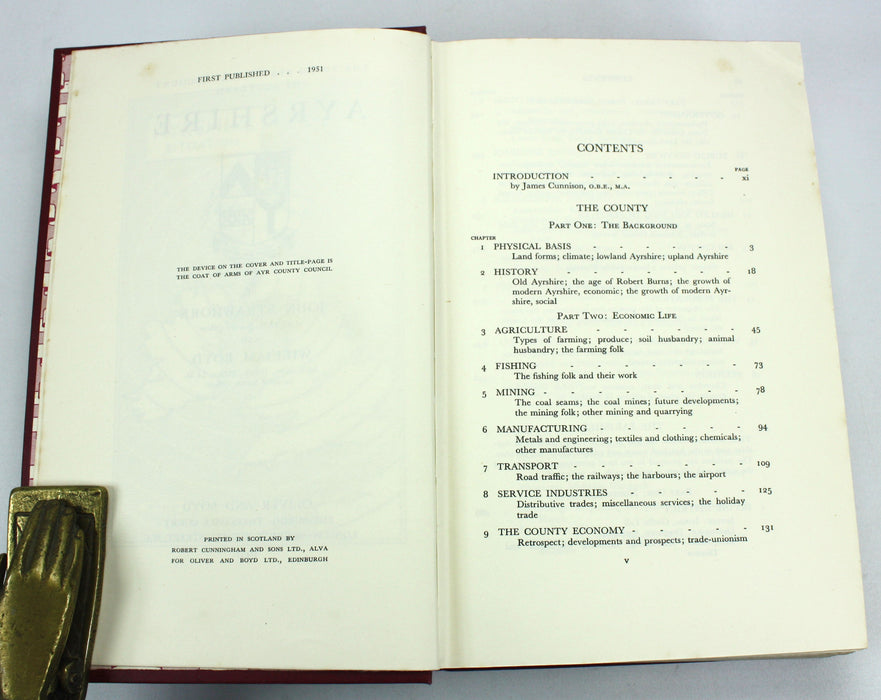 FIRST PUBLISHED . . . 1951
THE DEVICE ON THE COVER AND TITLE-PAGE IS
THE COAT OF ARMS OF AYR COUNTY COUNCIL
PRINTED IN SCOTLAND BY
ROBERT CUNNINGHAM AND SONS LTD., ALVA
FOR OLIVER AND BOYD LTD., EDINBURGH
CONTENTS
PAGE
INTRODUCTION - - - - - - xi
by James Cunnison, O.B.E., M.A.
THE COUNTY
Part One: The Background
CHAPTER
1 PHYSICAL BASIS - - - - - - 3
Land forms; climate; lowland Ayrshire; upland Ayrshire
2 HISTORY - - - - - - - 18
Old Ayrshire; the age of Robert Burns; the growth of
modern Ayrshire, economic; the growth of modern Ayr-
shire, social
Part Two: Economic Life
3 AGRICULTURE - - - - - - 45
Types of farming; produce; soil husbandry; animal
husbandry; the farming folk
4 FISHING - - - - - - - 73
The fishing folk and their work
5 MINING - - - - - - - - 78
The coal seams; the coal mines; future developments;
the mining folk; other mining and quarrying
6 MANUFACTURING - - - - - - 94
Metals and engineering; textiles and clothing; chemicals;
other manufactures
7 TRANSPORT - - - - - - - 109
Road traffic; the railways; the harbours; the airport
8 SERVICE INDUSTRIES - - - - - 125
Distributive trades; miscellaneous services; the holiday
trade
9 THE COUNTY ECONOMY - - - - - 131
Retrospect; developments and prospects; trade-unionism
v